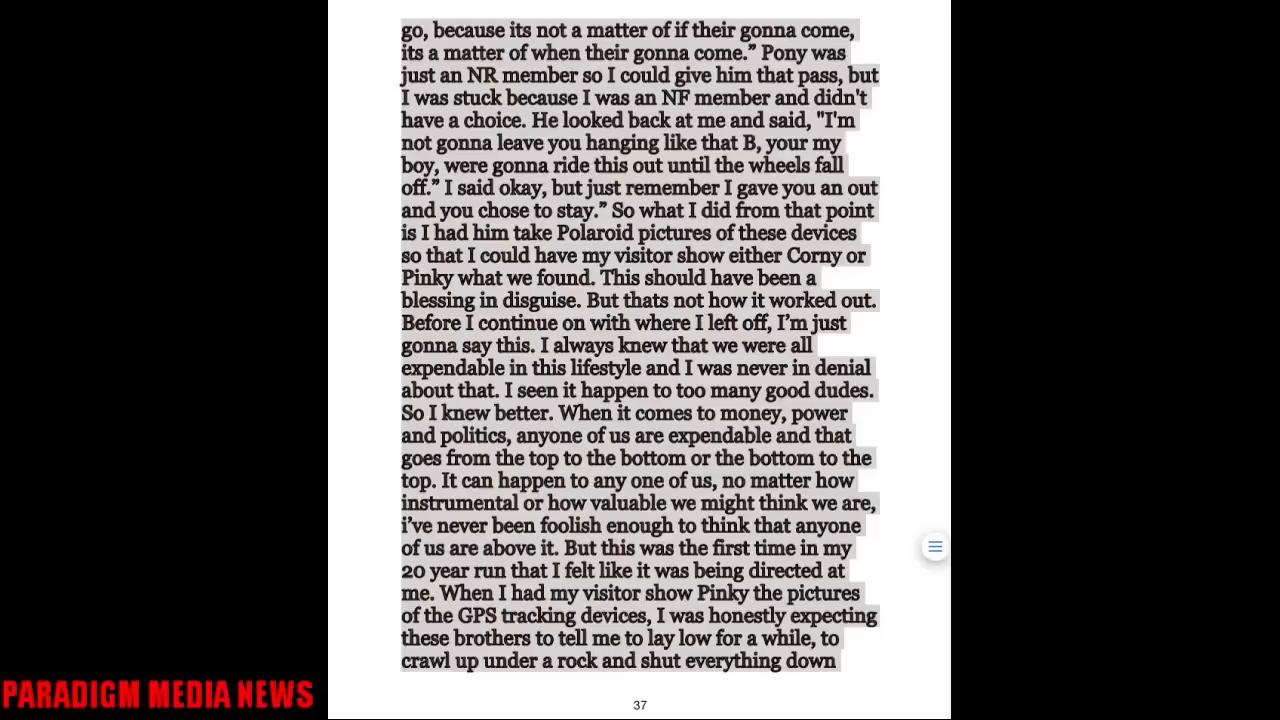 go, because its not a matter of if their gonna come,
its a matter of when their gonna come.” Pony was
just an NR member so I could give him that pass, but
I was stuck because I was an NF member and didn't
have a choice. He looked back at me and said, "I'm
not gonna leave you hanging like that B, your my
boy, were gonna ride this out until the wheels fall
off.” I said okay, but just remember I gave you an out
and you chose to stay.” So what I did from that point
is I had him take Polaroid pictures of these devices
so that I could have my visitor show either Corny or
Pinky what we found. This should have been a
blessing in disguise. But thats not how it worked out.
Before I continue on with where I left off, I’m just
gonna say this. I always knew that we were all
expendable in this lifestyle and I was never in denial
about that. I seen it happen to too many good dudes.
So I knew better. When it comes to money, power
and politics, anyone of us are expendable and that
goes from the top to the bottom or the bottom to the
top. It can happen to any one of us, no matter how
instrumental or how valuable we might think we are,
i’ve never been foolish enough to think that anyone
of us are above it. But this was the first time in my
20 year run that I felt like it was being directed at
me. When I had my visitor show Pinky the pictures
of the GPS tracking devices, I was honestly expecting
these brothers to tell me to lay low for a while, to
crawl up under a rock and shut everything down
37
PARADIGM MEDIA NEWS